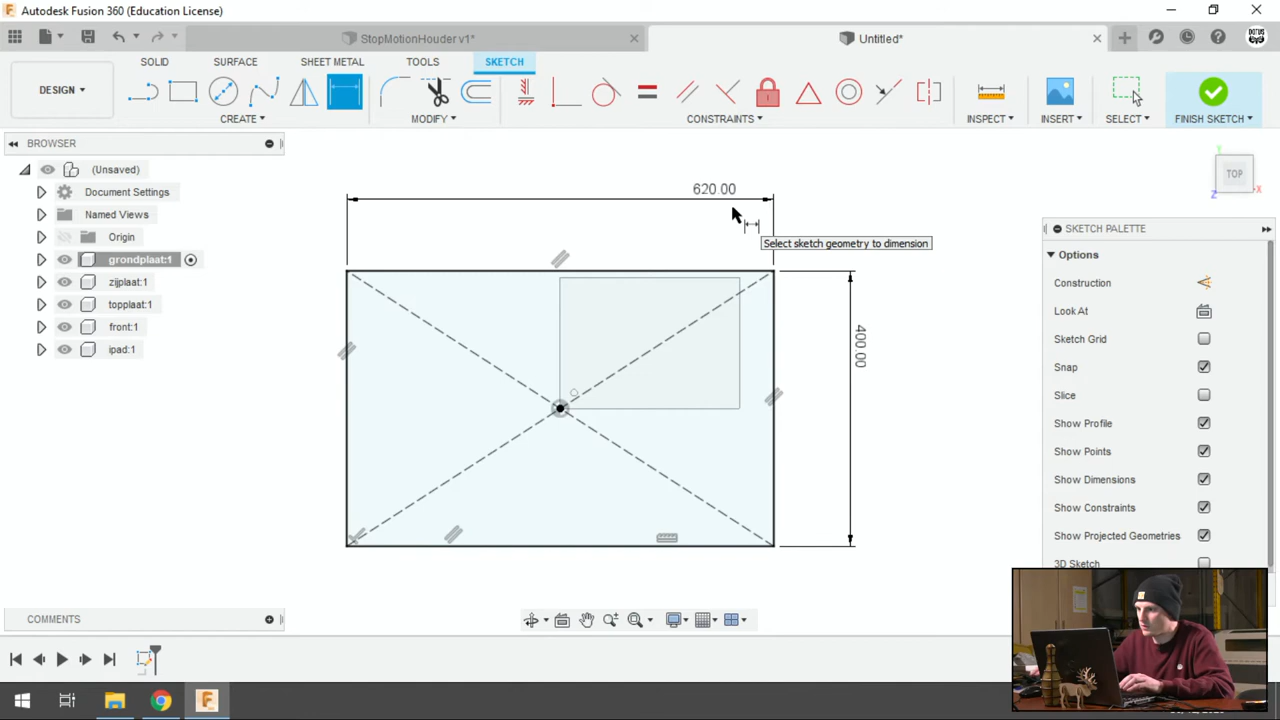 Autodesk Fusion 360 (Education License)
StopMotionHouder v1*
Untitled*
DESIGN
SOLID SURFACE SHEET METAL TOOLS SKETCH
CREATE MODIFY CONSTRAINTS INSPECT INSERT SELECT FINISH SKETCH
BROWSER
(Unsaved)
Document Settings
Named Views
Origin
grondplaat:1
zijplaat:1
topplaat:1
front:1
ipad:1
620.00
Select sketch geometry to dimension
400.00
TOP
Y
X
Z
SKETCH PALETTE
Options
Construction
Look At
Sketch Grid
Snap
Slice
Show Profile
Show Points
Show Dimensions
Show Constraints
Show Projected Geometries
3D Sketch
COMMENTS